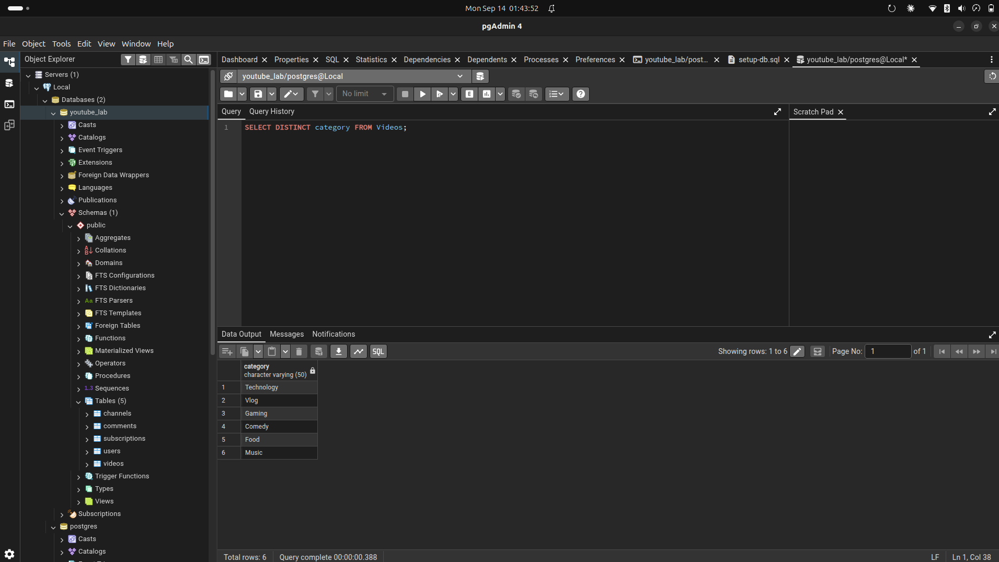 Mon Sep 14 01:43:52
pgAdmin 4
File Object Tools Edit View Window Help
Object Explorer
Dashboard Properties SQL Statistics Dependencies Dependents Processes Preferences youtube_lab/post... setup-db.sql youtube_lab/postgres@Local*
Servers (1)
Local
Databases (2)
youtube_lab
Casts
Catalogs
Event Triggers
Extensions
Foreign Data Wrappers
Languages
Publications
Schemas (1)
public
Aggregates
Collations
Domains
FTS Configurations
FTS Dictionaries
Aa FTS Parsers
FTS Templates
Foreign Tables
Functions
Materialized Views
Operators
Procedures
1..3 Sequences
Tables (5)
channels
comments
subscriptions
users
videos
Trigger Functions
Types
Views
Subscriptions
postgres
Casts
Catalogs
youtube_lab/postgres@Local
No limit
E
Query Query History
Scratch Pad
1 SELECT DISTINCT category FROM Videos;
Data Output Messages Notifications
SQL
Showing rows: 1 to 6
Page No: 1 of 1
category
character varying (50)
1 Technology
2 Vlog
3 Gaming
4 Comedy
5 Food
6 Music
Total rows: 6 Query complete 00:00:00.388
LF Ln 1, Col 38